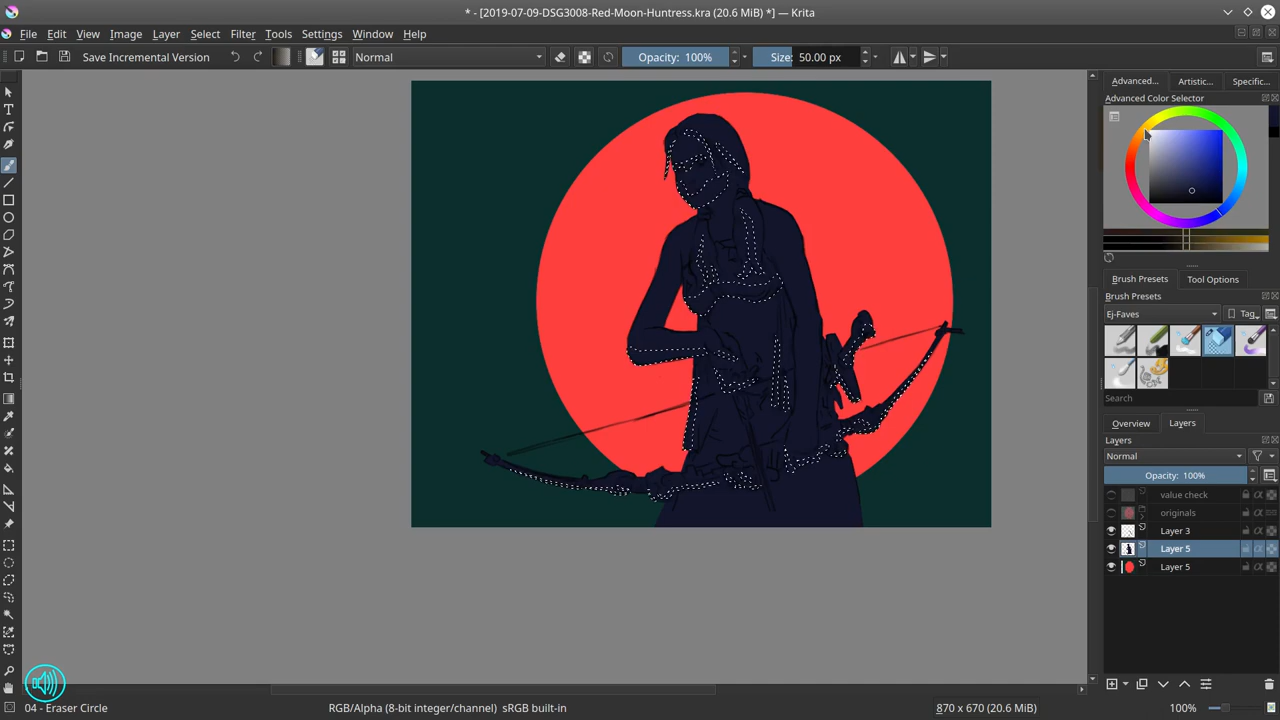 * - [2019-07-09-DSG3008-Red-Moon-Huntress.kra (20.6 MiB) *] — Krita
File Edit View Image Layer Select Filter Tools Settings Window Help
Save Incremental Version Normal Opacity: 100% Size: 50.00 px
Advanced... Artistic... Specific...
Advanced Color Selector
Brush Presets Tool Options
Brush Presets
Ej-Faves Tag
Search
Overview Layers
Layers
Normal
Opacity: 100%
value check
originals
Layer 3
Layer 5
Layer 5
04 - Eraser Circle RGB/Alpha (8-bit integer/channel) sRGB built-in 870 x 670 (20.6 MiB) 100%